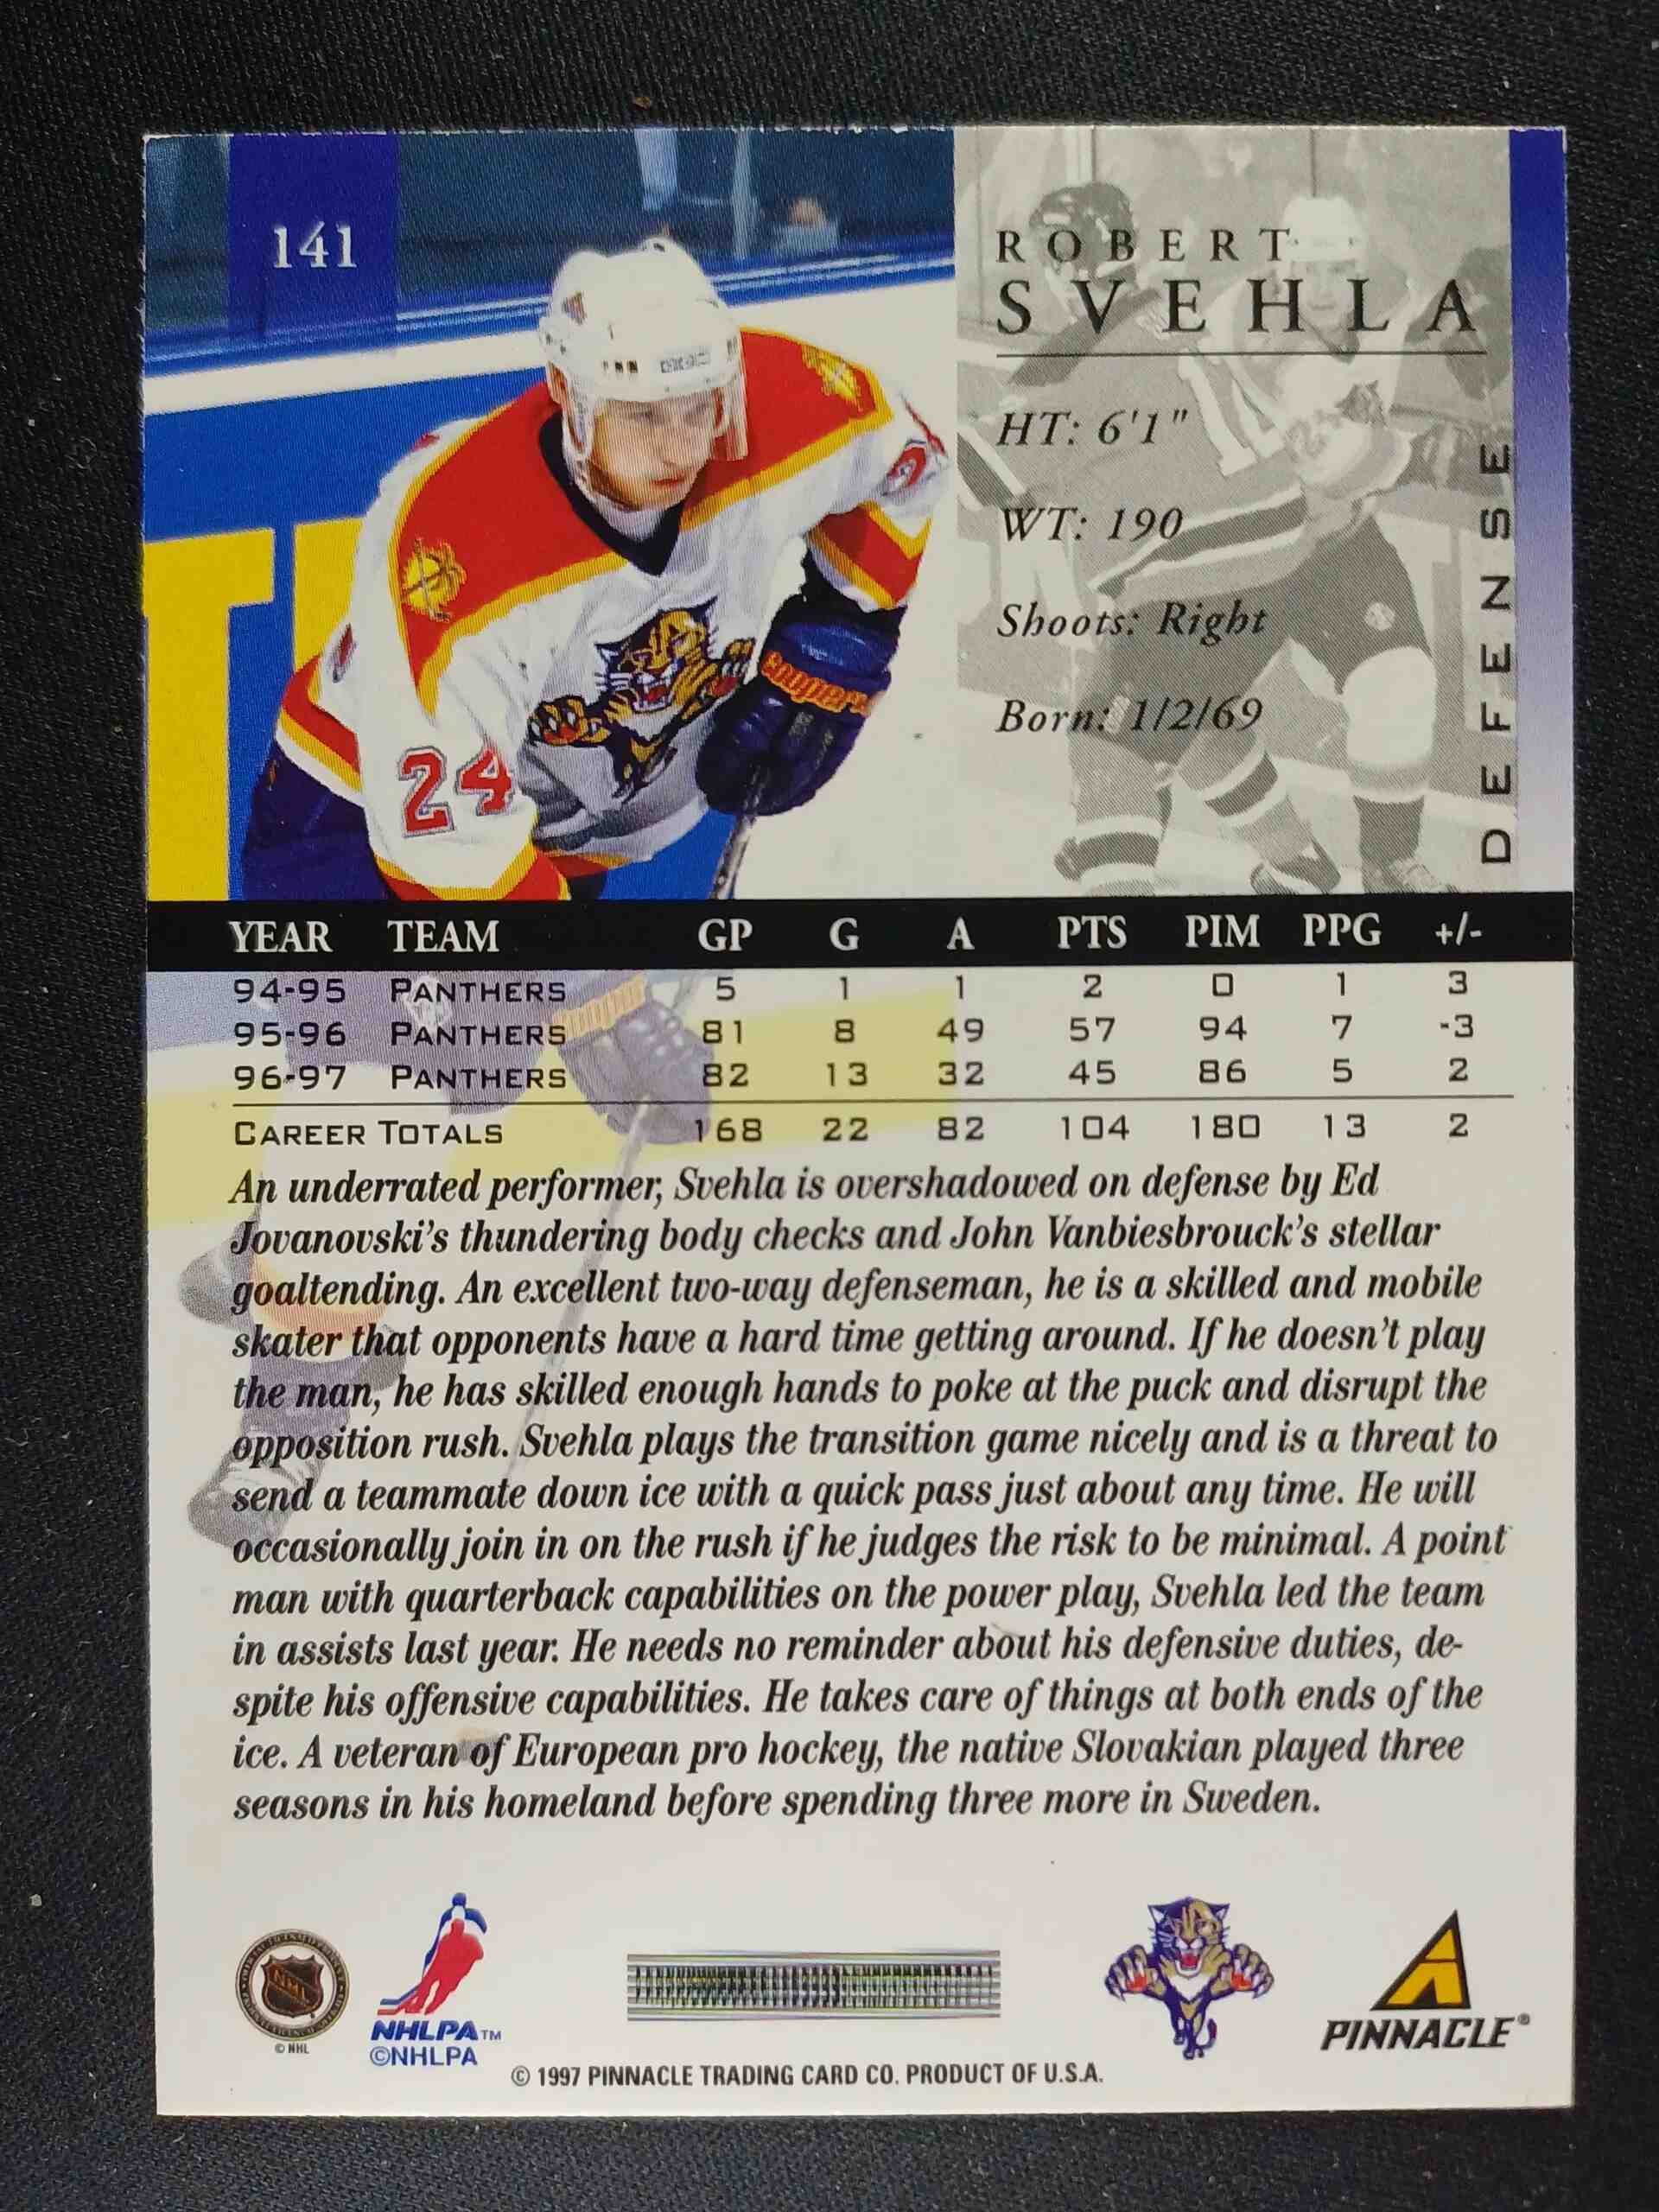 141
ROBERT
SVEHLA
HT: 6'1"
WT: 190
Shoots: Right
Born: 1/2/69
DEFENSE
24
YEAR TEAM GP G A PTS PIM PPG +/-
94-95 PANTHERS 5 1 1 2 0 1 3
95-96 PANTHERS 81 8 49 57 94 7 -3
96-97 PANTHERS 82 13 32 45 86 5 2
CAREER TOTALS 168 22 82 104 180 13 2
An underrated performer, Svehla is overshadowed on defense by Ed
Jovanovski's thundering body checks and John Vanbiesbrouck's stellar
goaltending. An excellent two-way defenseman, he is a skilled and mobile
skater that opponents have a hard time getting around. If he doesn't play
the man, he has skilled enough hands to poke at the puck and disrupt the
opposition rush. Svehla plays the transition game nicely and is a threat to
send a teammate down ice with a quick pass just about any time. He will
occasionally join in on the rush if he judges the risk to be minimal. A point
man with quarterback capabilities on the power play, Svehla led the team
in assists last year. He needs no reminder about his defensive duties, de-
spite his offensive capabilities. He takes care of things at both ends of the
ice. A veteran of European pro hockey, the native Slovakian played three
seasons in his homeland before spending three more in Sweden.
NHL
© NHL
NHLPA™
©NHLPA
PINNACLE®
© 1997 PINNACLE TRADING CARD CO. PRODUCT OF U.S.A.